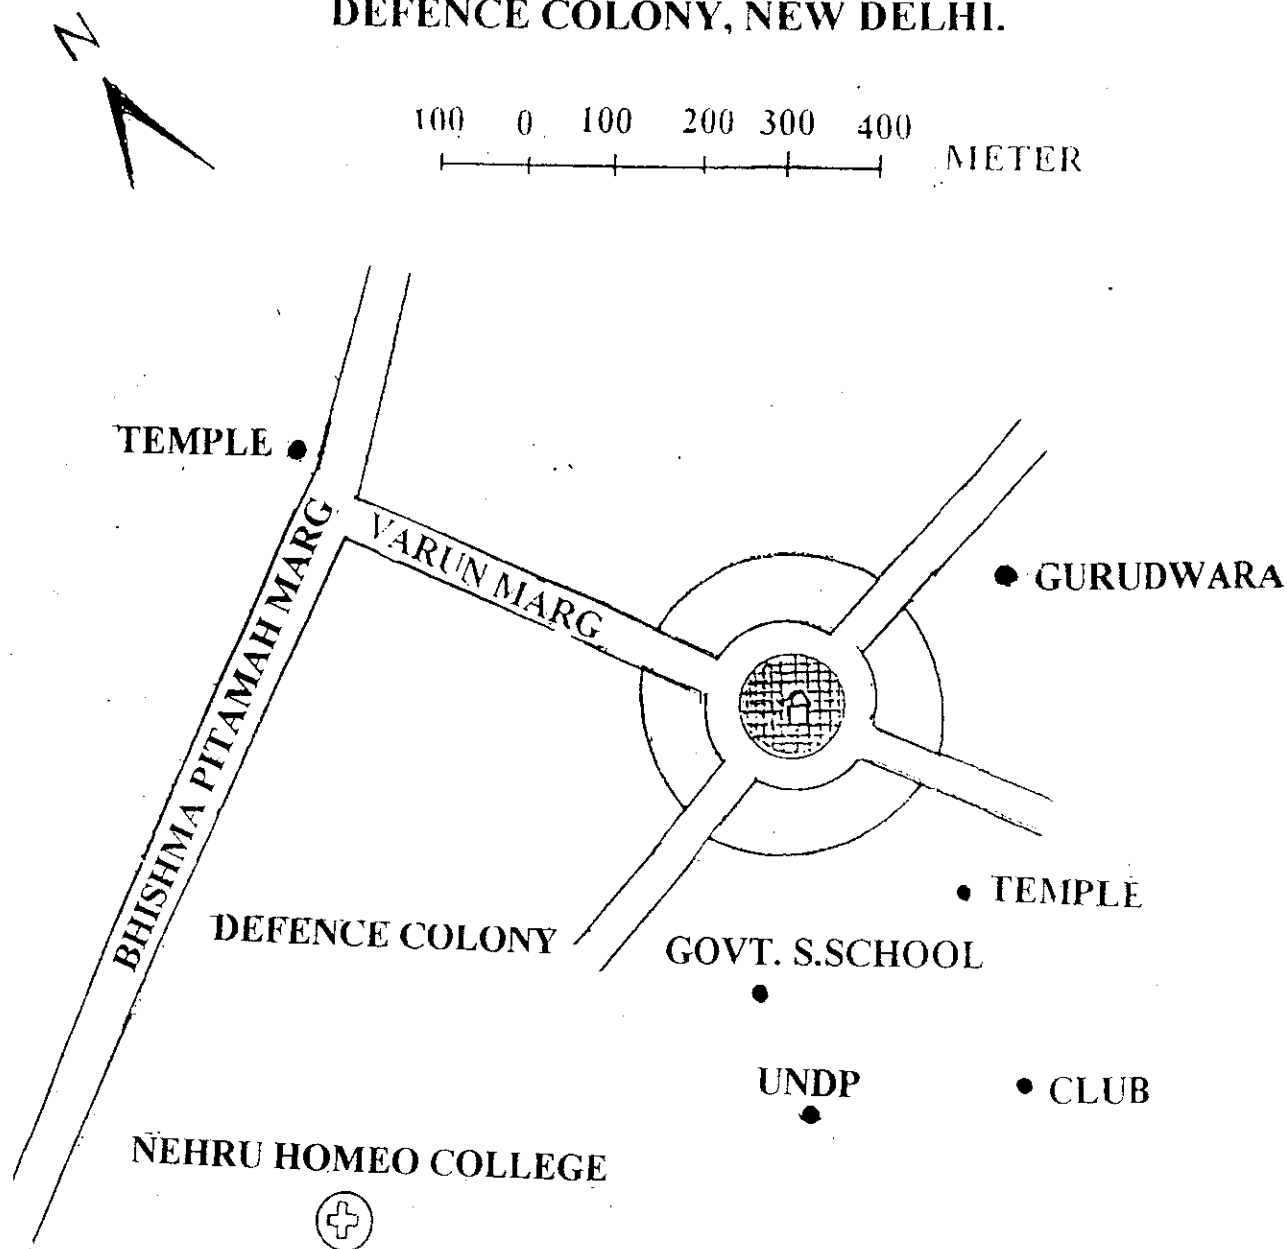 DEFENCE COLONY, NEW DELHI.
N
100 0 100 200 300 400
METER
TEMPLE
VARUN MARG
BHISHMA PITAMAH MARG
GURUDWARA
TEMPLE
DEFENCE COLONY
GOVT. S.SCHOOL
UNDP
CLUB
NEHRU HOMEO COLLEGE